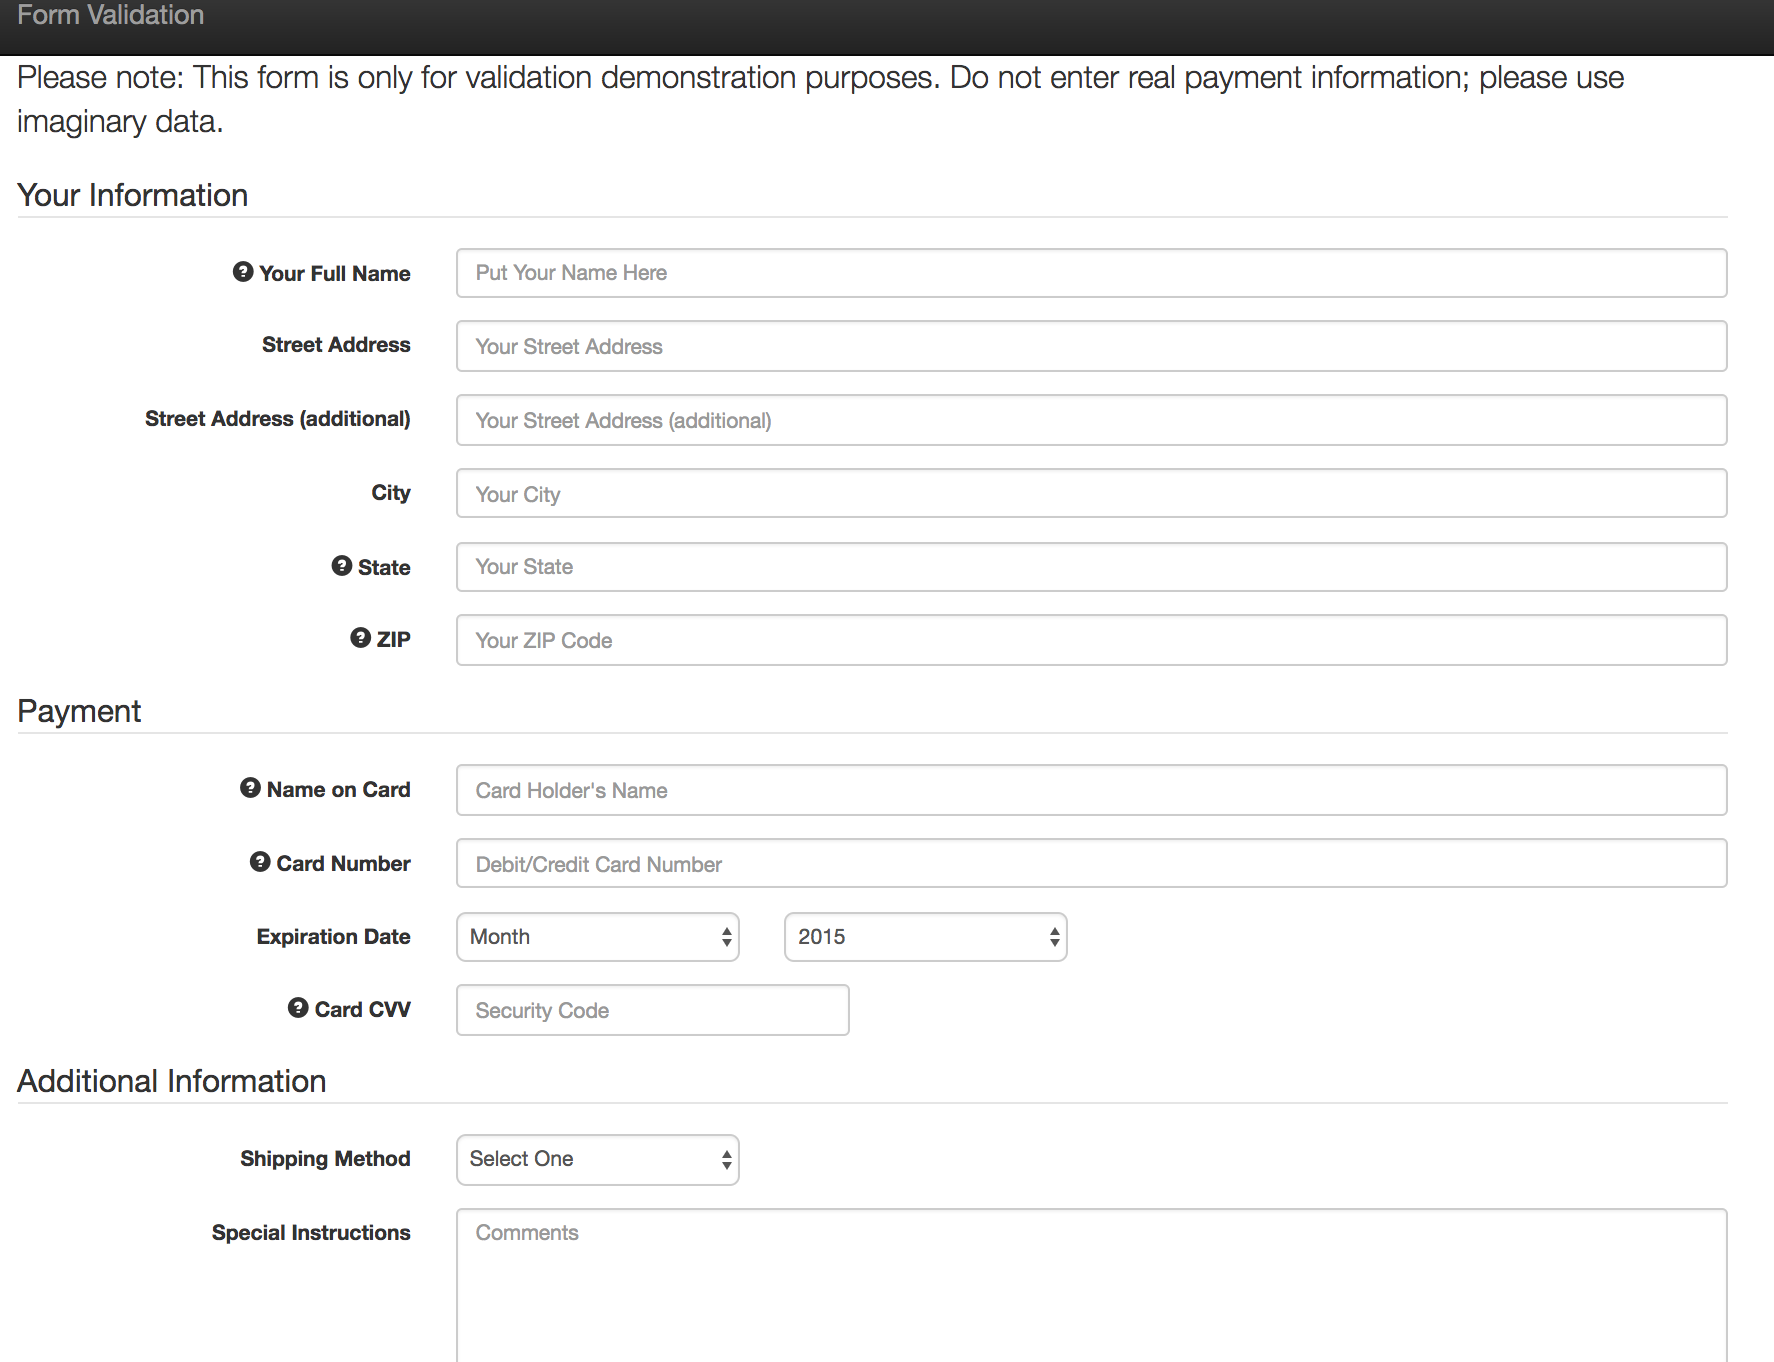 Form Validation
Please note: This form is only for validation demonstration purposes. Do not enter real payment information; please use
imaginary data.
Your Information
? Your Full Name Put Your Name Here
Street Address Your Street Address
Street Address (additional) Your Street Address (additional)
City Your City
? State Your State
? ZIP Your ZIP Code
Payment
? Name on Card Card Holder's Name
? Card Number Debit/Credit Card Number
Expiration Date Month 2015
? Card CVV Security Code
Additional Information
Shipping Method Select One
Special Instructions Comments